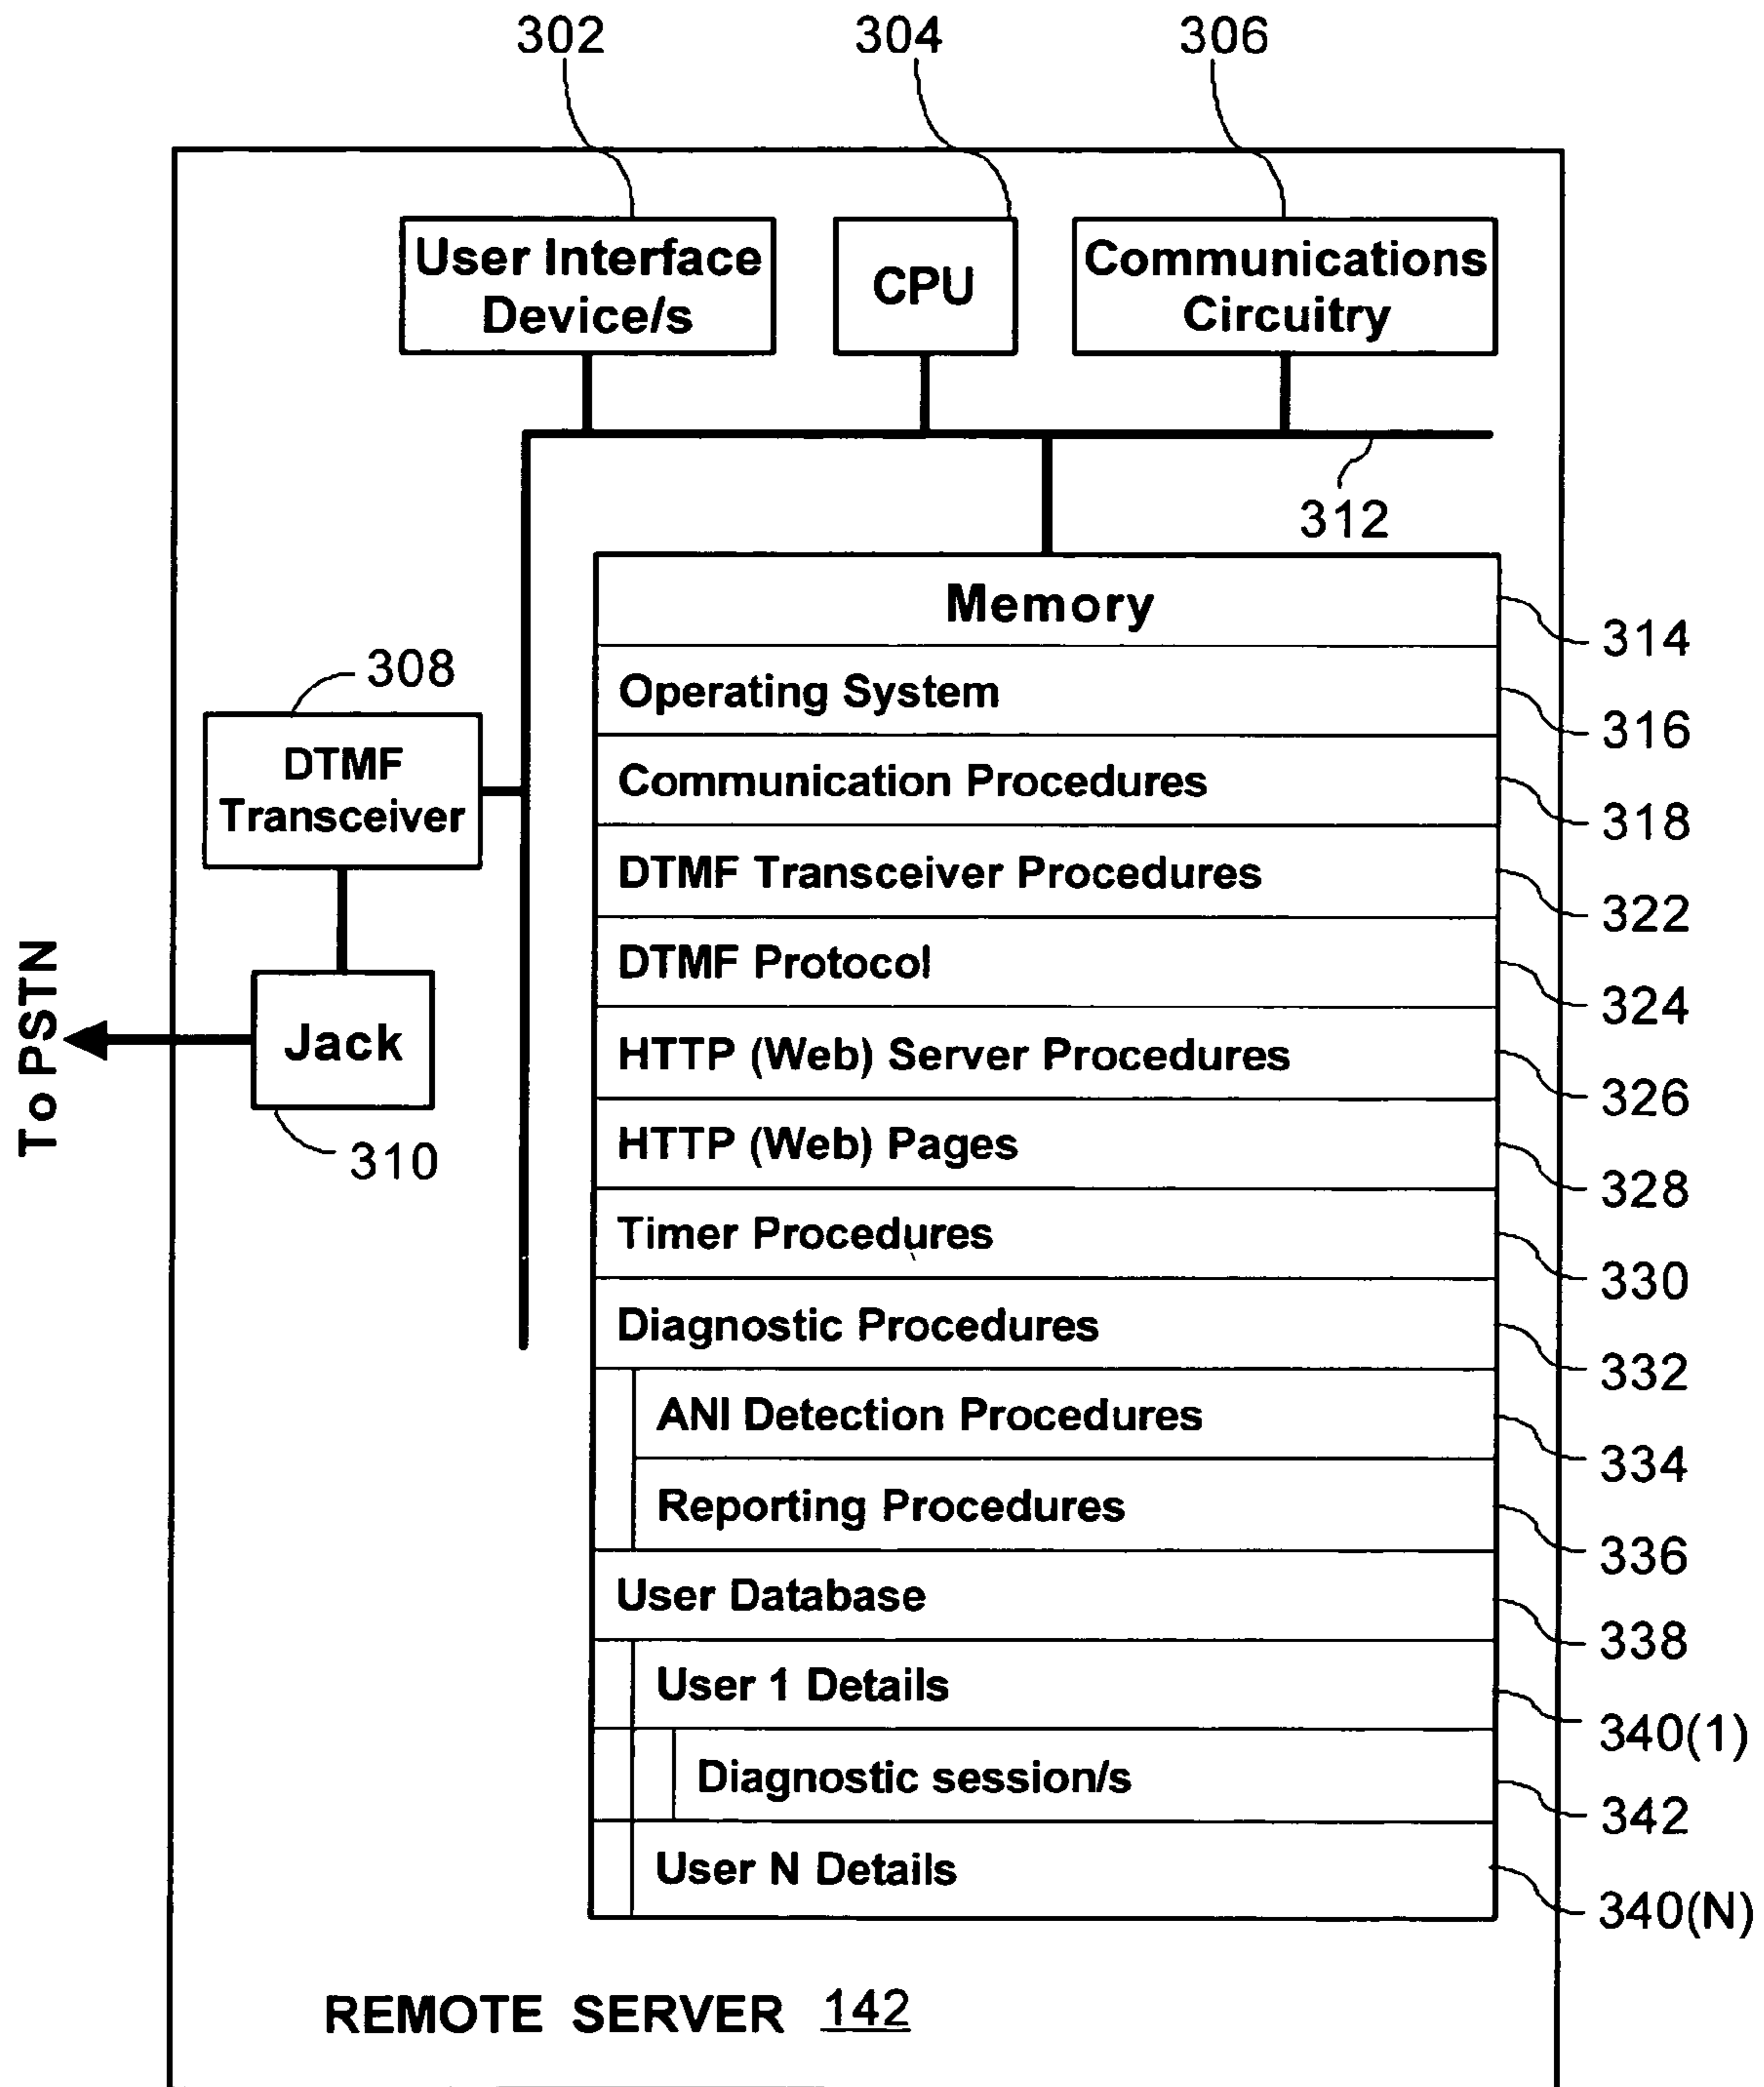 302
304
306
User Interface
Device/s
CPU
Communications
Circuitry
312
Memory
314
Operating System
316
Communication Procedures
318
DTMF Transceiver Procedures
322
DTMF Protocol
324
HTTP (Web) Server Procedures
326
HTTP (Web) Pages
328
Timer Procedures
330
Diagnostic Procedures
332
ANI Detection Procedures
334
Reporting Procedures
336
User Database
338
User 1 Details
340(1)
Diagnostic session/s
342
User N Details
340(N)
308
DTMF
Transceiver
Jack
310
To PSTN
REMOTE SERVER 142